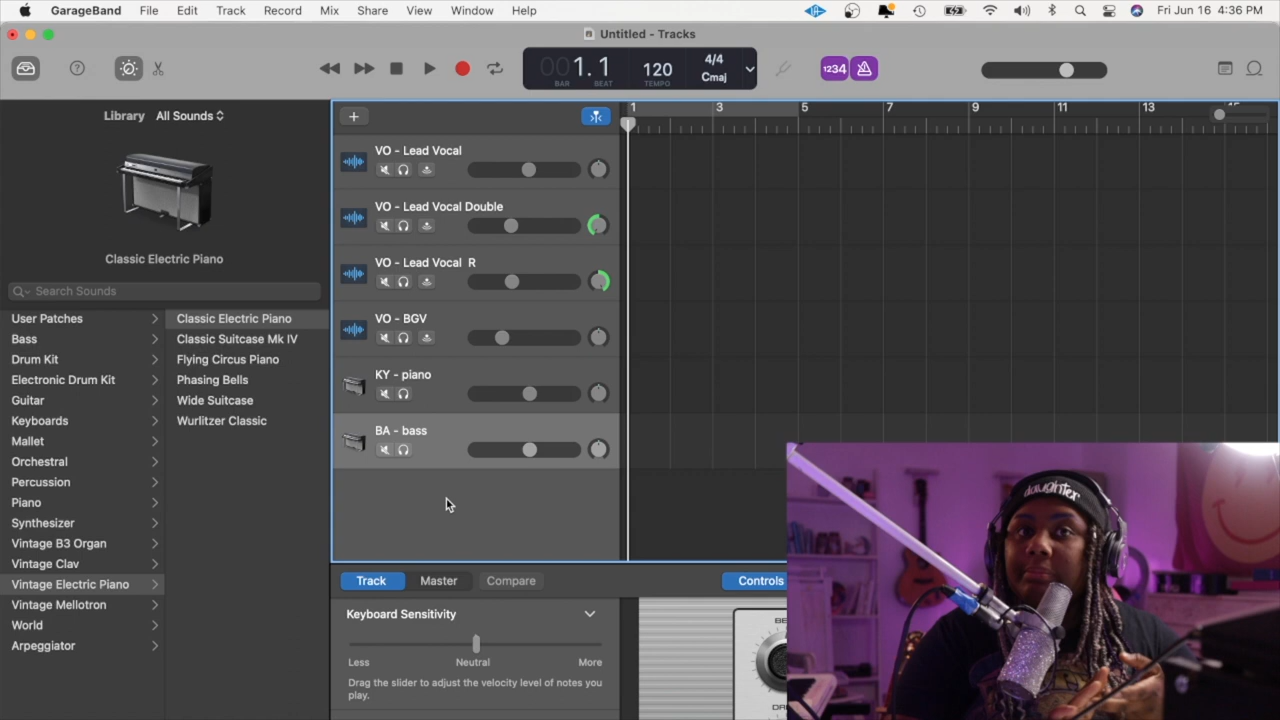 GarageBand File Edit Track Record Mix Share View Window Help Fri Jun 16 4:36 PM
Untitled - Tracks
001.1 120 4/4 Cmaj
BAR BEAT TEMPO
1234
Library All Sounds
Classic Electric Piano
Search Sounds
User Patches
Bass
Drum Kit
Electronic Drum Kit
Guitar
Keyboards
Mallet
Orchestral
Percussion
Piano
Synthesizer
Vintage B3 Organ
Vintage Clav
Vintage Electric Piano
Vintage Mellotron
World
Arpeggiator
Classic Electric Piano
Classic Suitcase Mk IV
Flying Circus Piano
Phasing Bells
Wide Suitcase
Wurlitzer Classic
1 3 5 7 9 11 13 15
VO - Lead Vocal
VO - Lead Vocal Double
VO - Lead Vocal R
VO - BGV
KY - piano
BA - bass
Track Master Compare Controls
Keyboard Sensitivity
Less Neutral More
Drag the slider to adjust the velocity level of notes you
play.
daughter